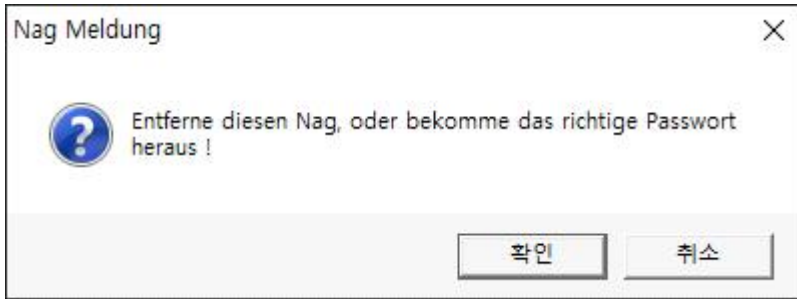 Nag Meldung
Entferne diesen Nag, oder bekomme das richtige Passwort
heraus !
확인
취소